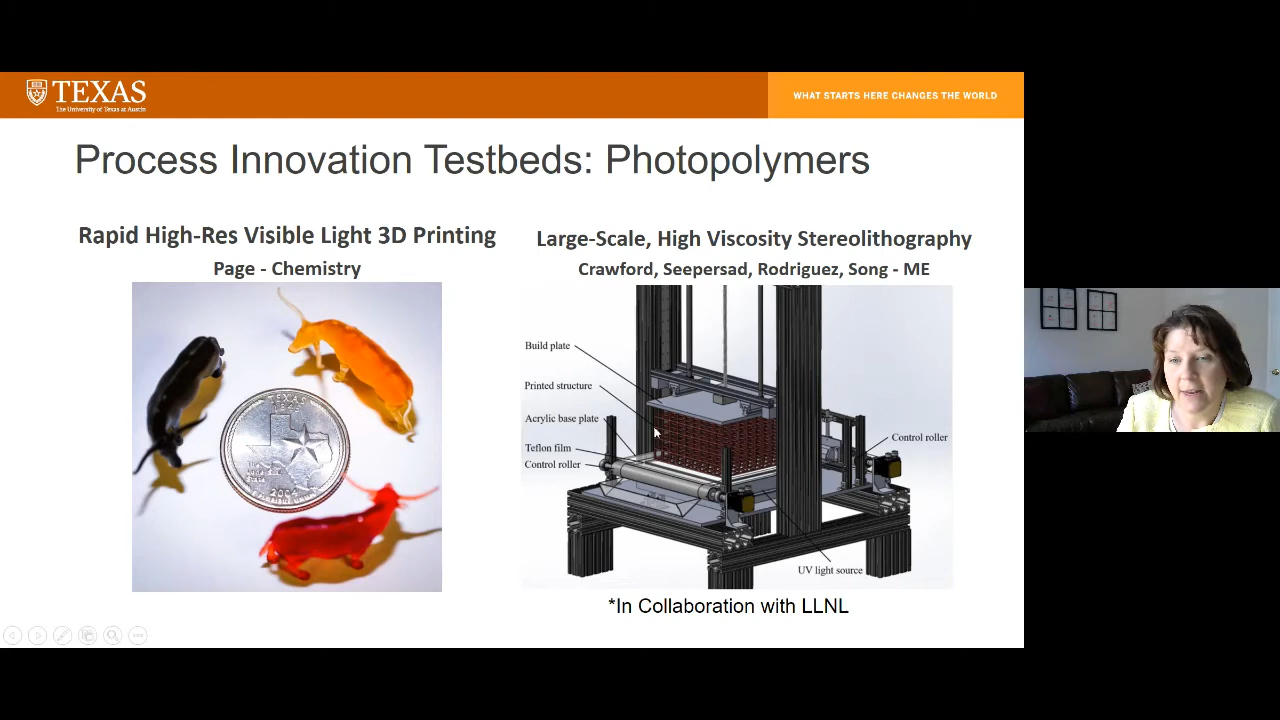 TEXAS
The University of Texas at Austin
WHAT STARTS HERE CHANGES THE WORLD
Process Innovation Testbeds: Photopolymers
Rapid High-Res Visible Light 3D Printing
Page - Chemistry
TEXAS
2004
Large-Scale, High Viscosity Stereolithography
Crawford, Seepersad, Rodriguez, Song - ME
Build plate
Printed structure
Acrylic base plate
Teflon film
Control roller
Control roller
UV light source
*In Collaboration with LLNL